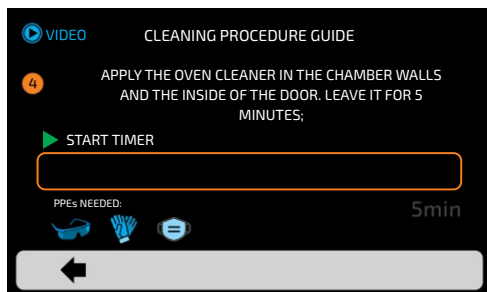 VIDEO
CLEANING PROCEDURE GUIDE
4
APPLY THE OVEN CLEANER IN THE CHAMBER WALLS
AND THE INSIDE OF THE DOOR. LEAVE IT FOR 5
MINUTES;
START TIMER
PPEs NEEDED:
5min